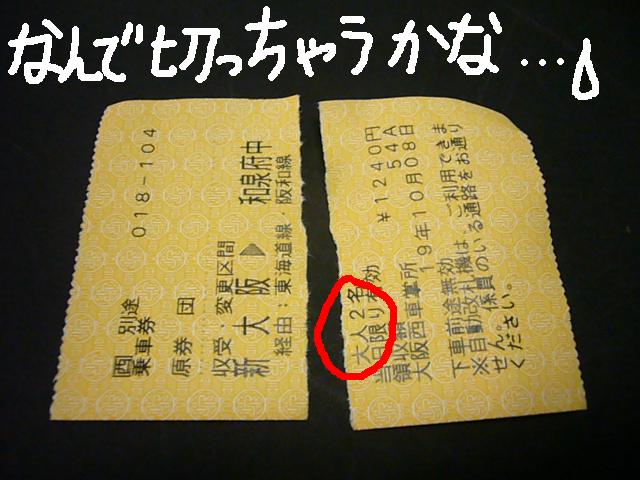 なんで切っちゃうかな…
018-104
西 別途
乗車券
原券 団
収受:変更区間
新大阪▶和泉府中
経由:東海道線・阪和線
大人2名 ¥1240円
当日限り有効 54A
領収額 19年10月08日
大阪西車掌所
下車前途無効
※自動改札機は、ご利用できま
せん。係員のいる通路をお通り
ください。